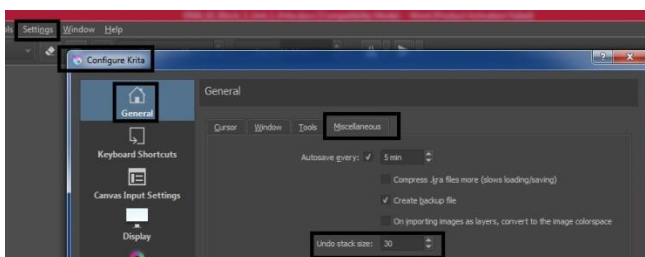 Settings Window Help
Configure Krita
General
General
Cursor Window Tools Miscellaneous
Keyboard Shortcuts
Autosave every: 5 min
Compress .kra files more (slows loading/saving)
Canvas Input Settings
Create backup file
On importing images as layers, convert to the image colorspace
Display
Undo stack size: 30